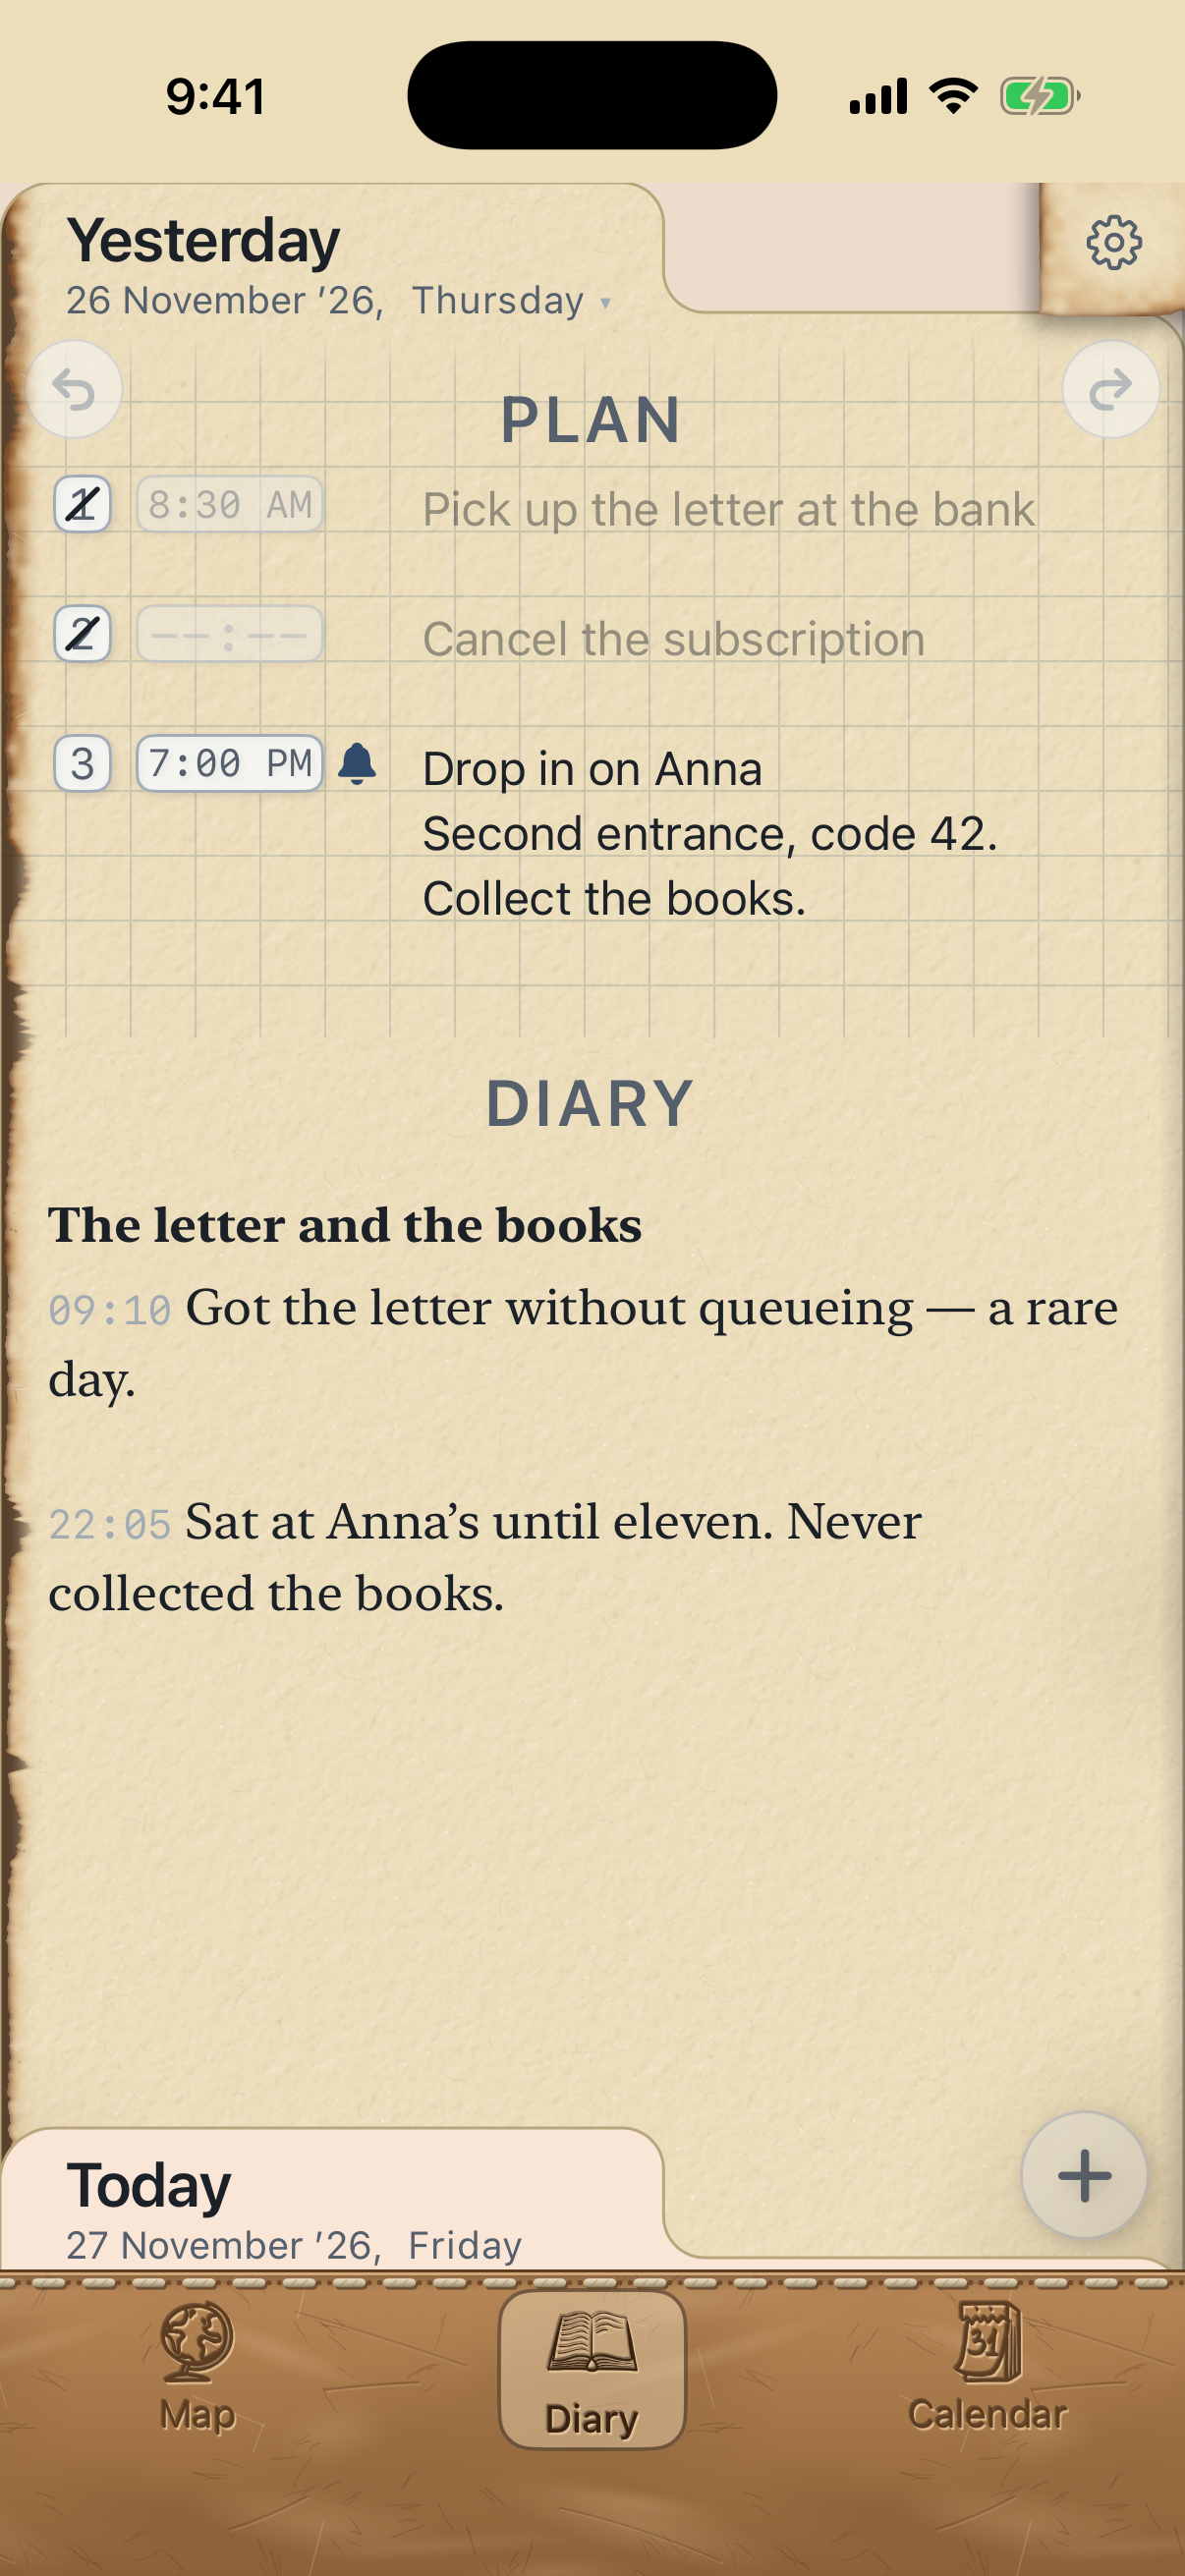 9:41
Yesterday
26 November ’26, Thursday ▾
PLAN
1 8:30 AM Pick up the letter at the bank
2 --:-- Cancel the subscription
3 7:00 PM Drop in on Anna
Second entrance, code 42.
Collect the books.
DIARY
The letter and the books
09:10 Got the letter without queueing — a rare
day.
22:05 Sat at Anna’s until eleven. Never
collected the books.
Today
27 November ’26, Friday
31
Map
Diary
Calendar